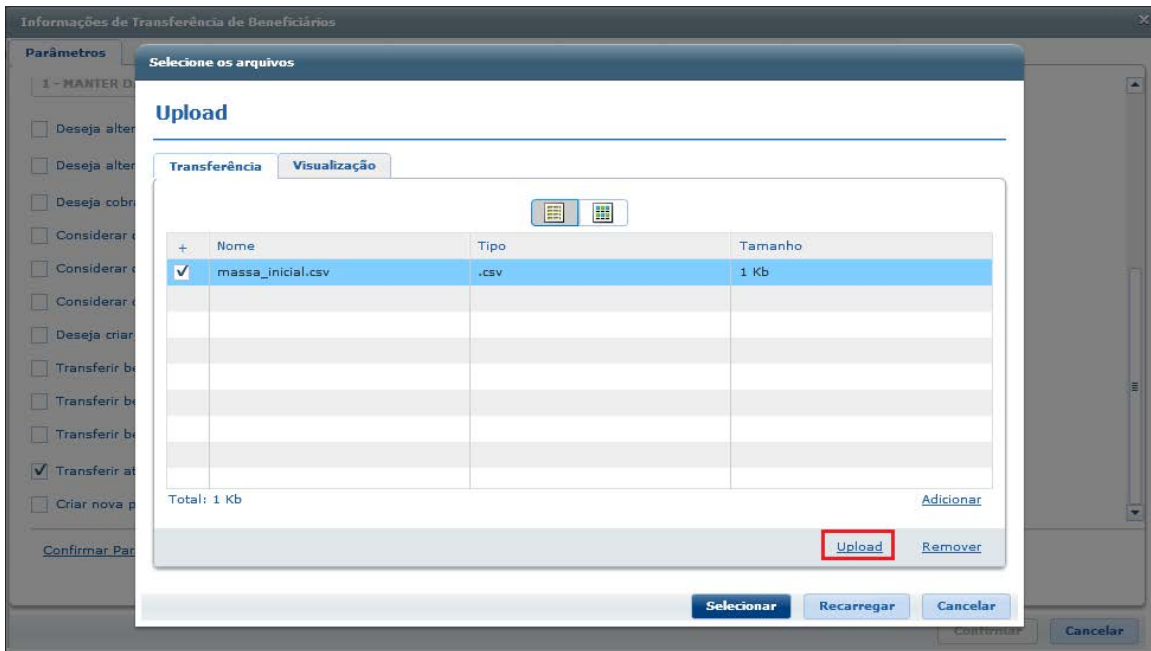 Informações de Transferência de Beneficiários
Parâmetros
Selecione os arquivos
1 - MANTER D
Upload
Deseja alter
Deseja alter
Transferência Visualização
Deseja cobra
Considerar
+ Nome Tipo Tamanho
Considerar
massa_inicial.csv .csv 1 Kb
Considerar
Deseja criar
Transferir be
Transferir be
Transferir be
Transferir at
Total: 1 Kb Adicionar
Criar nova p
Confirmar Par
Upload Remover
Selecionar Recarregar Cancelar
Confirmar Cancelar